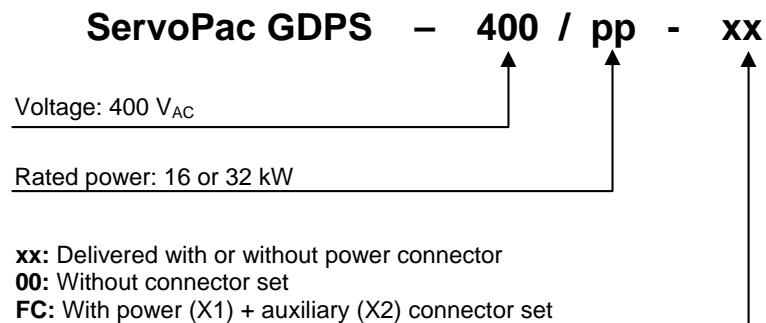 ServoPac GDPS – 400 / pp - xx
Voltage: 400 VAC
Rated power: 16 or 32 kW
xx: Delivered with or without power connector
00: Without connector set
FC: With power (X1) + auxiliary (X2) connector set